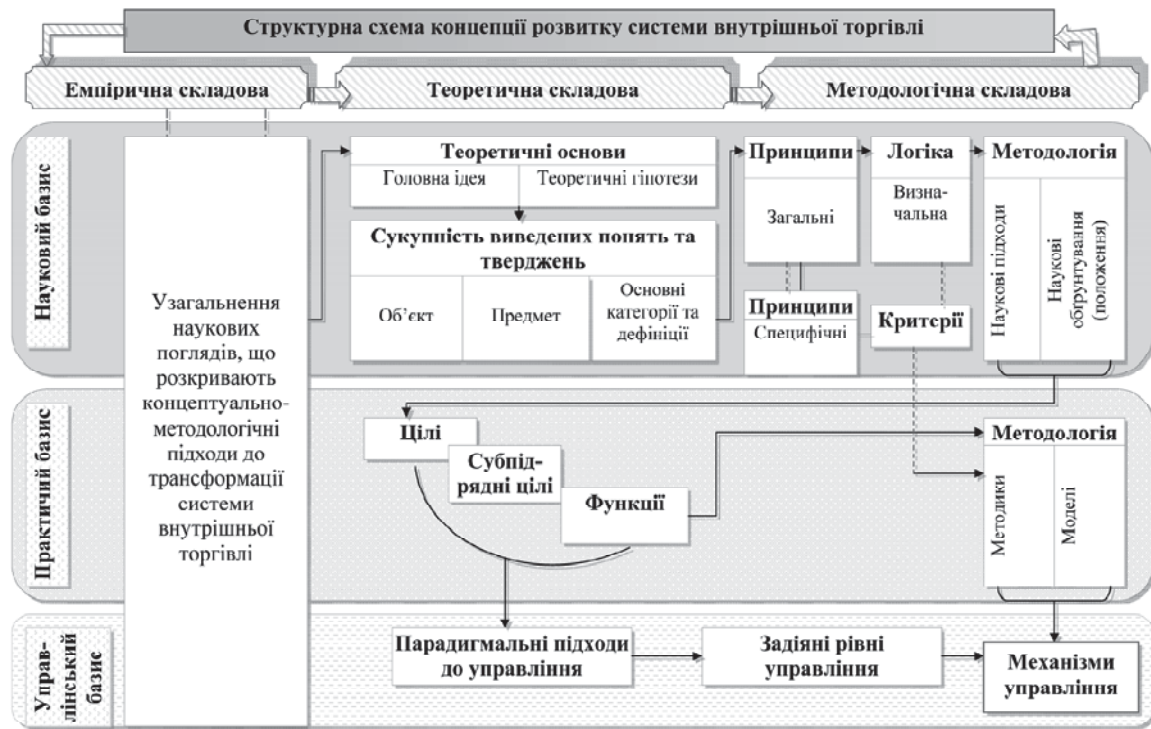 Структурна схема концепції розвитку системи внутрішньої торгівлі
Емпірична складова
Теоретична складова
Методологічна складова
Науковий базис
Узагальнення
наукових
поглядів, що
розкривають
концептуально-
методологічні
підходи до
трансформації
системи
внутрішньої
торгівлі
Теоретичні основи
Головна ідея
Теоретичні гіпотези
Сукупність виведених понять та
тверджень
Об’єкт
Предмет
Основні
категорії та
дефініції
Принципи
Загальні
Принципи
Специфічні
Логіка
Визна-
чальна
Критерії
Методологія
Наукові підходи
Наукові
обґрунтування
(положення)
Практичий базис
Цілі
Субпід-
рядні цілі
Функції
Методологія
Методики
Моделі
Управ-
лінський
базис
Парадигмальні підходи
до управління
Задіяні рівні
управління
Механізми
управління